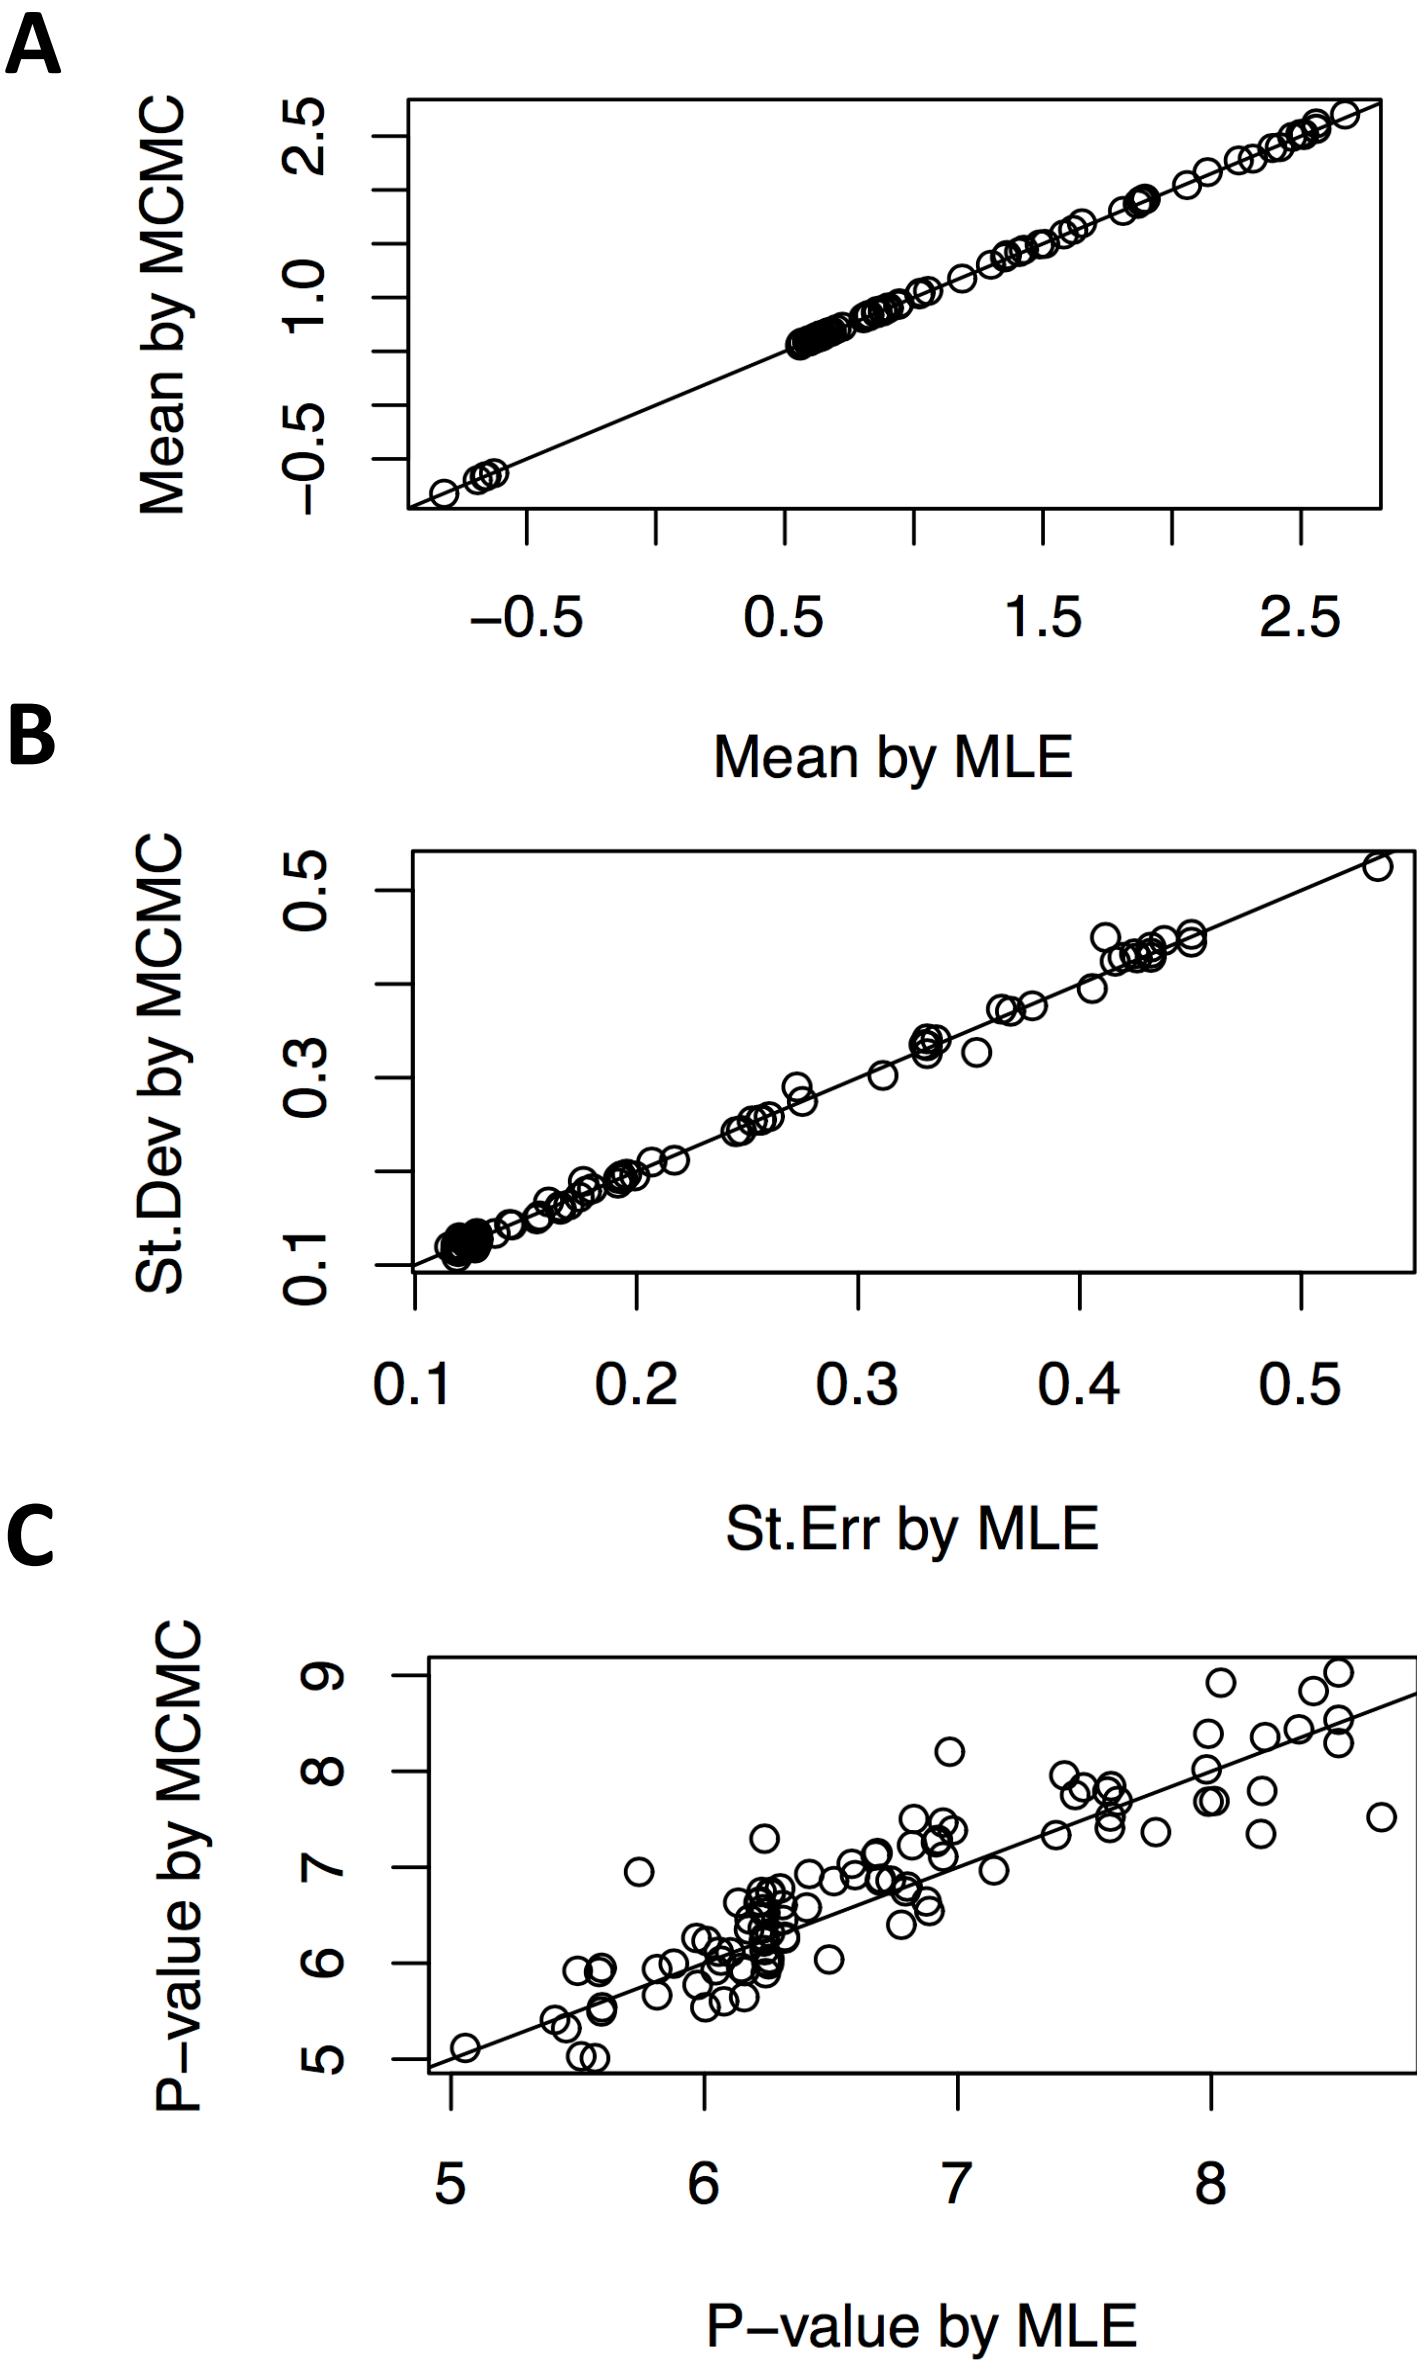 A
Mean by MCMC
2.5
1.0
−0.5
−0.5 0.5 1.5 2.5
Mean by MLE
B
St.Dev by MCMC
0.5
0.3
0.1
0.1 0.2 0.3 0.4 0.5
St.Err by MLE
C
P−value by MCMC
9
8
7
6
5
5 6 7 8
P−value by MLE